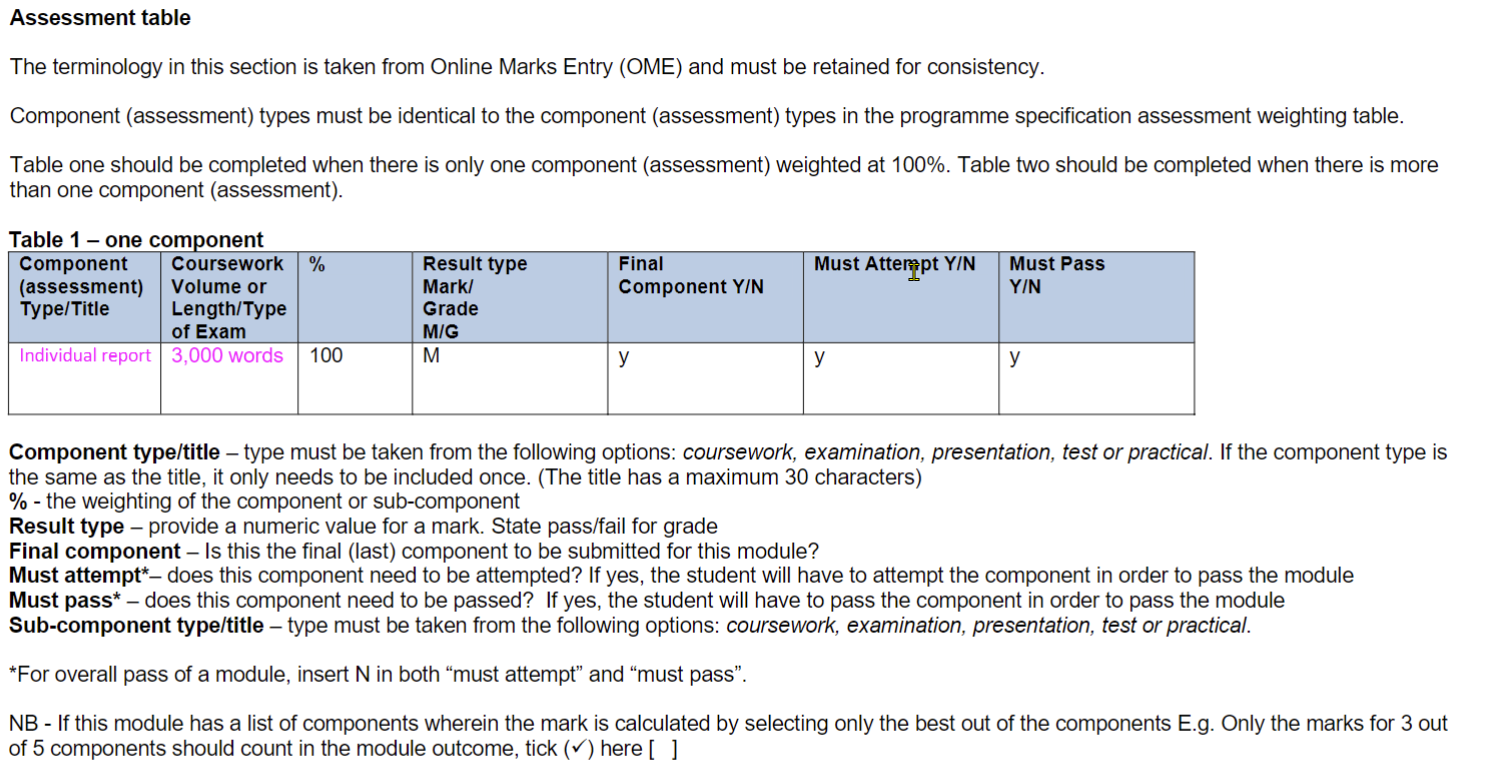 Assessment table
The terminology in this section is taken from Online Marks Entry (OME) and must be retained for consistency.
Component (assessment) types must be identical to the component (assessment) types in the programme specification assessment weighting table.
Table one should be completed when there is only one component (assessment) weighted at 100%. Table two should be completed when there is more
than one component (assessment).
Table 1 – one component
Component (assessment) Type/Title
Coursework Volume or Length/Type of Exam
%
Result type Mark/ Grade M/G
Final Component Y/N
Must Attempt Y/N
Must Pass Y/N
Individual report
3,000 words
100
M
y
y
y
Component type/title – type must be taken from the following options: coursework, examination, presentation, test or practical. If the component type is
the same as the title, it only needs to be included once. (The title has a maximum 30 characters)
% - the weighting of the component or sub-component
Result type – provide a numeric value for a mark. State pass/fail for grade
Final component – Is this the final (last) component to be submitted for this module?
Must attempt*– does this component need to be attempted? If yes, the student will have to attempt the component in order to pass the module
Must pass* – does this component need to be passed?  If yes, the student will have to pass the component in order to pass the module
Sub-component type/title – type must be taken from the following options: coursework, examination, presentation, test or practical.
*For overall pass of a module, insert N in both “must attempt” and “must pass”.
NB - If this module has a list of components wherein the mark is calculated by selecting only the best out of the components E.g. Only the marks for 3 out
of 5 components should count in the module outcome, tick (✓) here [  ]